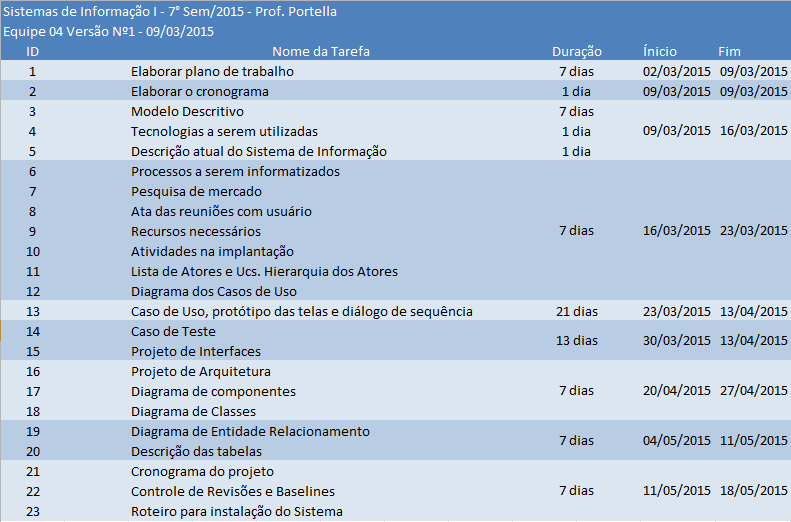 Sistemas de Informação I - 7° Sem/2015 - Prof. Portella
Equipe 04 Versão Nº1 - 09/03/2015
ID Nome da Tarefa Duração Ínicio Fim
1 Elaborar plano de trabalho 7 dias 02/03/2015 09/03/2015
2 Elaborar o cronograma 1 dia 09/03/2015 09/03/2015
3 Modelo Descritivo 7 dias
4 Tecnologias a serem utilizadas 1 dia 09/03/2015 16/03/2015
5 Descrição atual do Sistema de Informação 1 dia
6 Processos a serem informatizados
7 Pesquisa de mercado
8 Ata das reuniões com usuário
9 Recursos necessários 7 dias 16/03/2015 23/03/2015
10 Atividades na implantação
11 Lista de Atores e Ucs. Hierarquia dos Atores
12 Diagrama dos Casos de Uso
13 Caso de Uso, protótipo das telas e diálogo de sequência 21 dias 23/03/2015 13/04/2015
14 Caso de Teste
13 dias 30/03/2015 13/04/2015
15 Projeto de Interfaces
16 Projeto de Arquitetura
17 Diagrama de componentes 7 dias 20/04/2015 27/04/2015
18 Diagrama de Classes
19 Diagrama de Entidade Relacionamento
7 dias 04/05/2015 11/05/2015
20 Descrição das tabelas
21 Cronograma do projeto
22 Controle de Revisões e Baselines 7 dias 11/05/2015 18/05/2015
23 Roteiro para instalação do Sistema